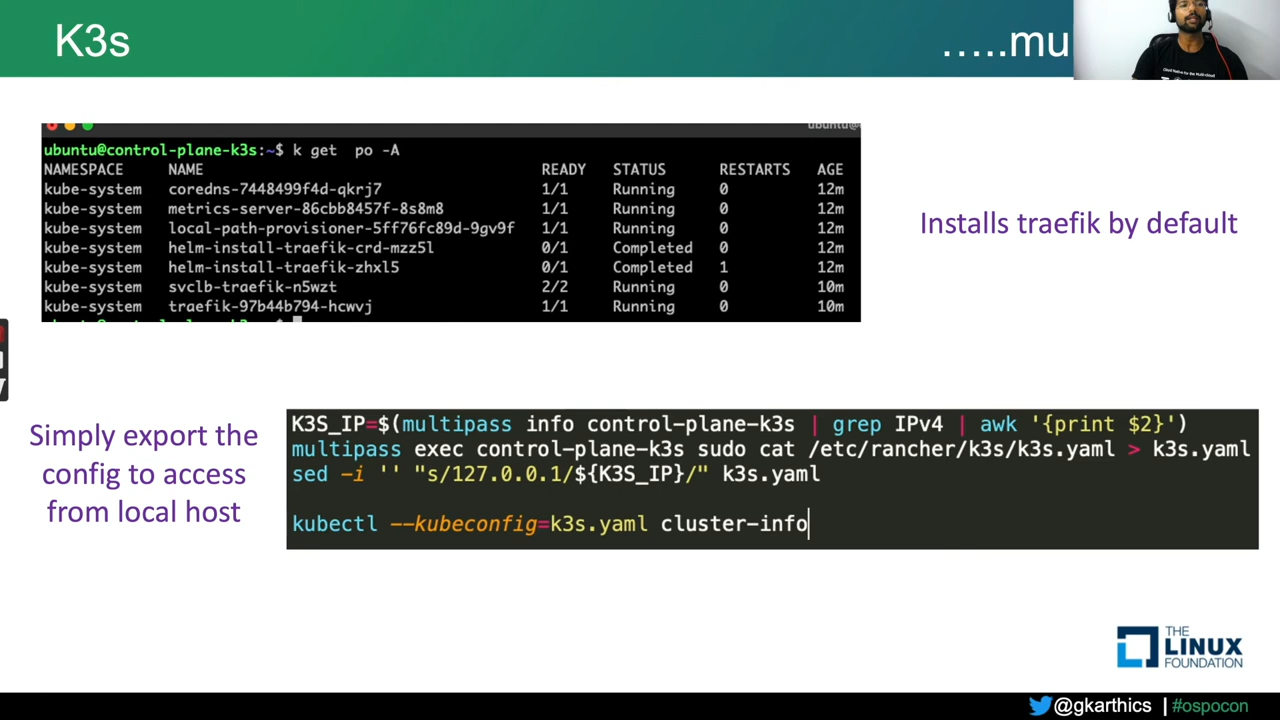 K3s
…..mu
ubuntu@
ubuntu@control-plane-k3s:~$ k get po -A
NAMESPACE NAME READY STATUS RESTARTS AGE
kube-system coredns-7448499f4d-qkrj7 1/1 Running 0 12m
kube-system metrics-server-86cbb8457f-8s8m8 1/1 Running 0 12m
kube-system local-path-provisioner-5ff76fc89d-9gv9f 1/1 Running 0 12m
kube-system helm-install-traefik-crd-mzz5l 0/1 Completed 0 12m
kube-system helm-install-traefik-zhxl5 0/1 Completed 1 12m
kube-system svclb-traefik-n5wzt 2/2 Running 0 10m
kube-system traefik-97b44b794-hcwvj 1/1 Running 0 10m
Installs traefik by default
Simply export the
config to access
from local host
K3S_IP=$(multipass info control-plane-k3s | grep IPv4 | awk '{print $2}')
multipass exec control-plane-k3s sudo cat /etc/rancher/k3s/k3s.yaml > k3s.yaml
sed -i '' "s/127.0.0.1/${K3S_IP}/" k3s.yaml
kubectl --kubeconfig=k3s.yaml cluster-info
THE
LINUX
FOUNDATION
@gkarthics | #ospocon